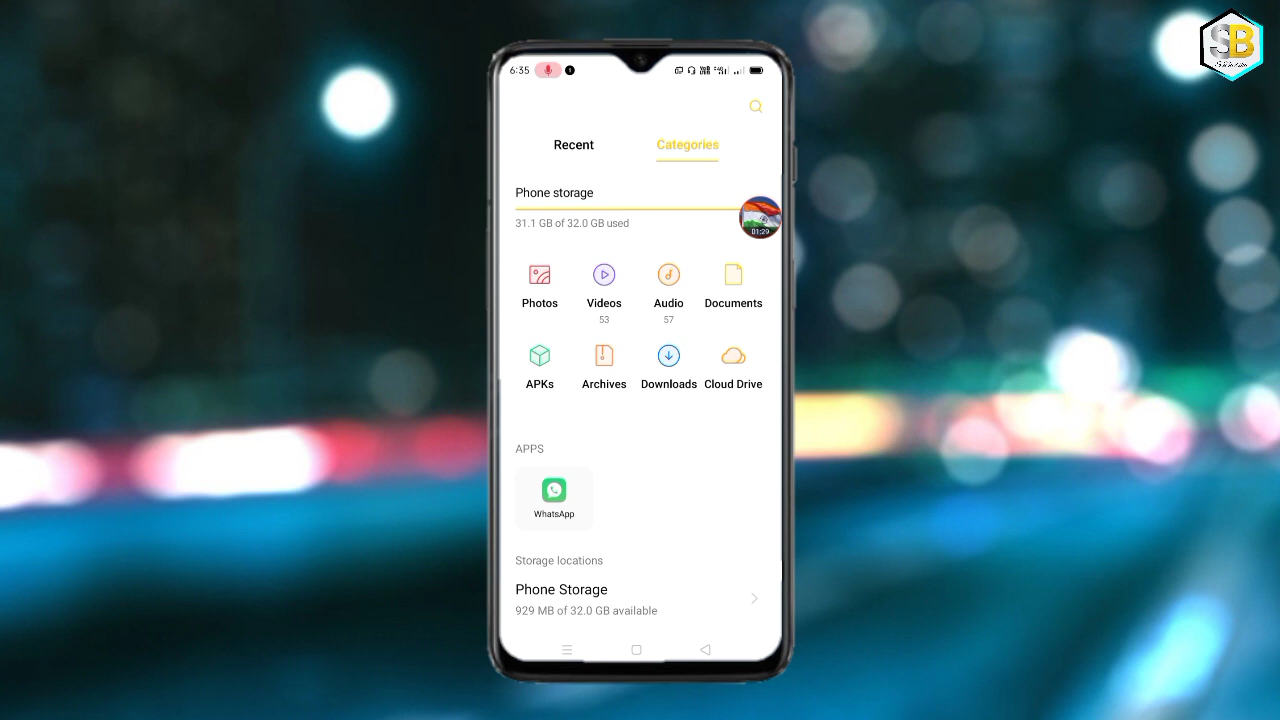 SB
6:35
Recent
Categories
Phone storage
31.1 GB of 32.0 GB used
01:29
Photos
Videos
Audio
Documents
53
57
APKs
Archives
Downloads
Cloud Drive
APPS
WhatsApp
Storage locations
Phone Storage
929 MB of 32.0 GB available